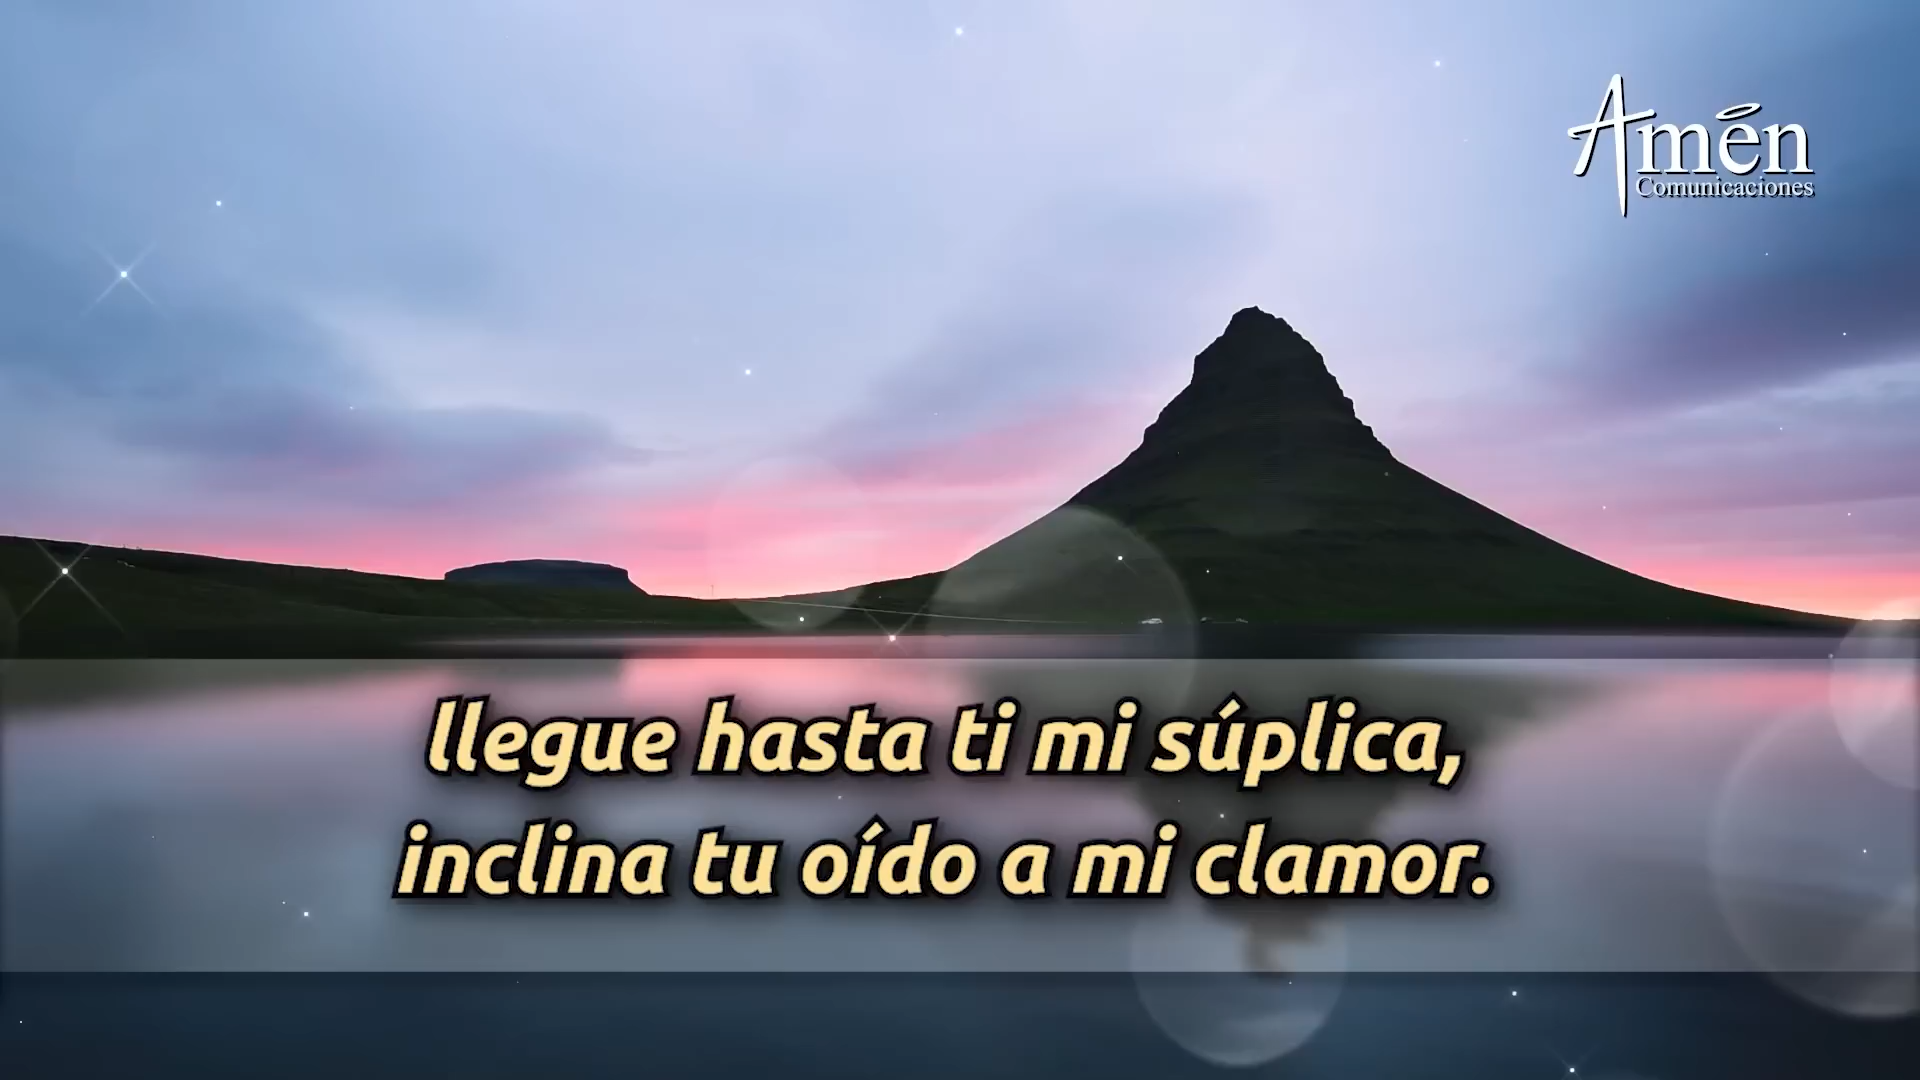 Amén
Comunicaciones
llegue hasta ti mi súplica,
inclina tu oído a mi clamor.